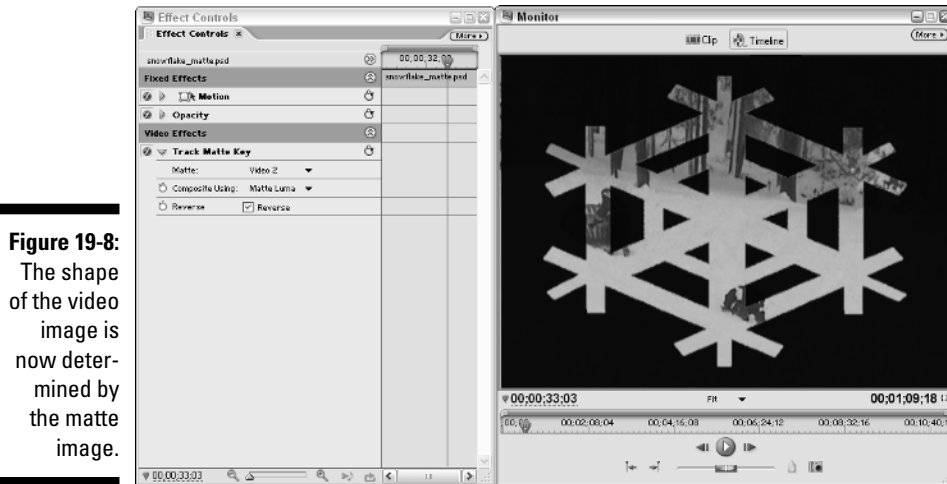 Figure 19-8:
The shape
of the video
image is
now deter-
mined by
the matte
image.
Effect Controls
Effect Controls
More
snowflake_matte.psd
00;00;32;00
snowflake_matte.psd
Fixed Effects
Motion
Opacity
Video Effects
Track Matte Key
Matte: Video 2
Composite Using: Matte Luma
Reverse Reverse
00;00;33;03
Monitor
Clip Timeline
More
00;00;33;03 Fit 00;01;09;18
00;00 00;02;08;04 00;04;16;08 00;06;24;12 00;08;32;16 00;10;40;